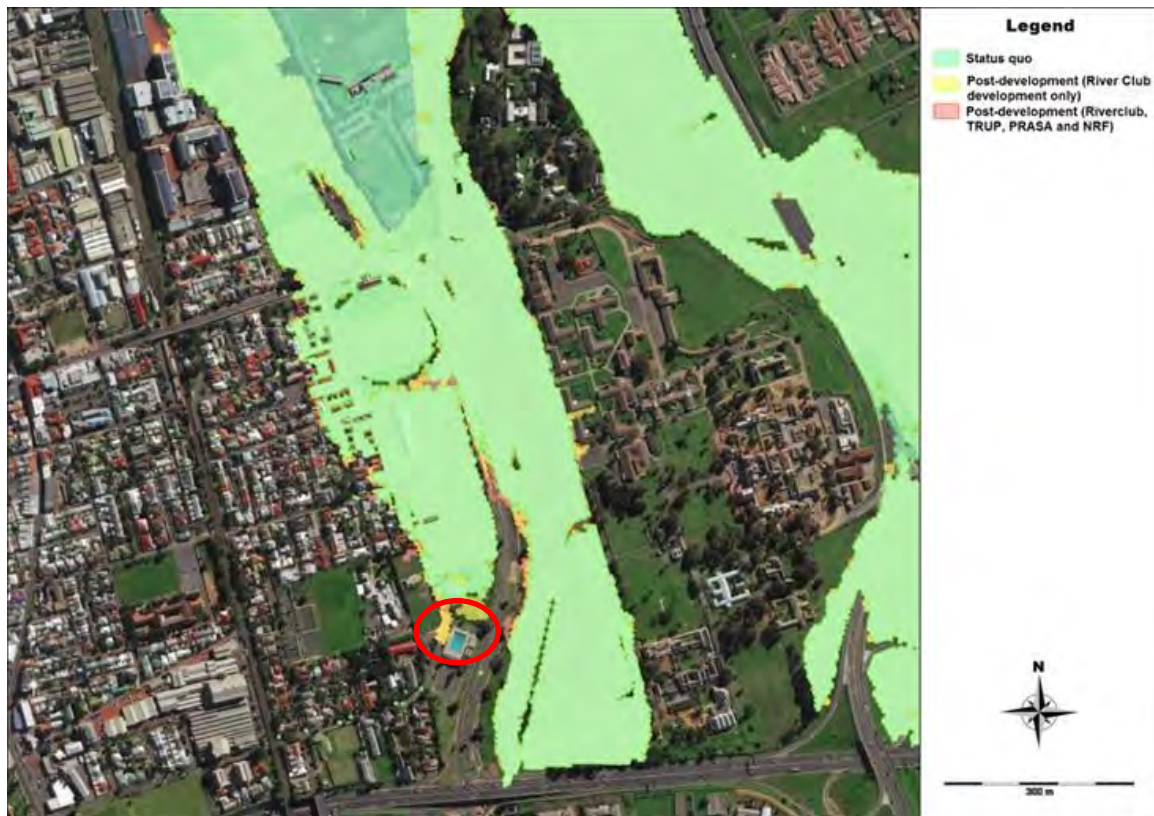 Legend
Status quo
Post-development (River Club
development only)
Post-development (Riverclub,
TRUP, PRASA and NRF)
N
300 m